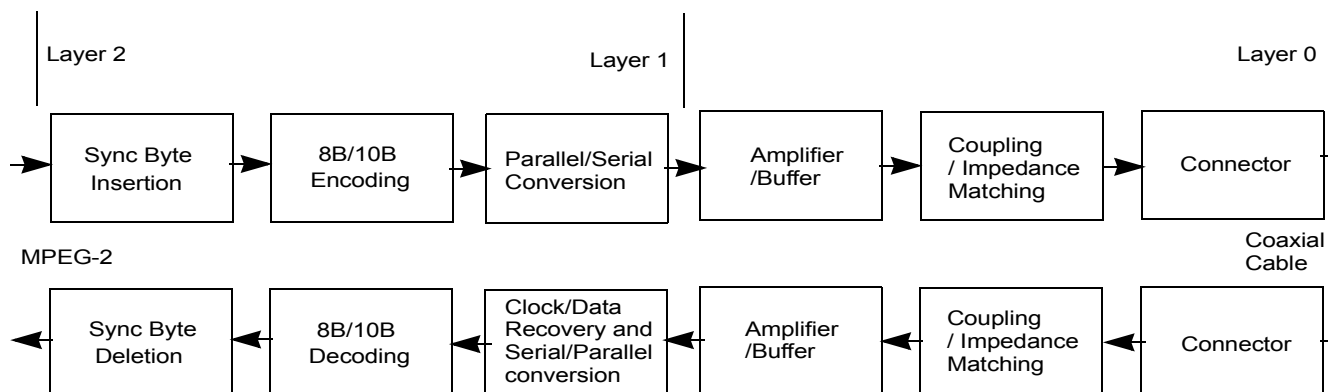 Layer 2
Layer 1
Layer 0
Sync Byte
Insertion
8B/10B
Encoding
Parallel/Serial
Conversion
Amplifier
/Buffer
Coupling
/ Impedance
Matching
Connector
MPEG-2
Coaxial
Cable
Sync Byte
Deletion
8B/10B
Decoding
Clock/Data
Recovery and
Serial/Parallel
conversion
Amplifier
/Buffer
Coupling
/ Impedance
Matching
Connector